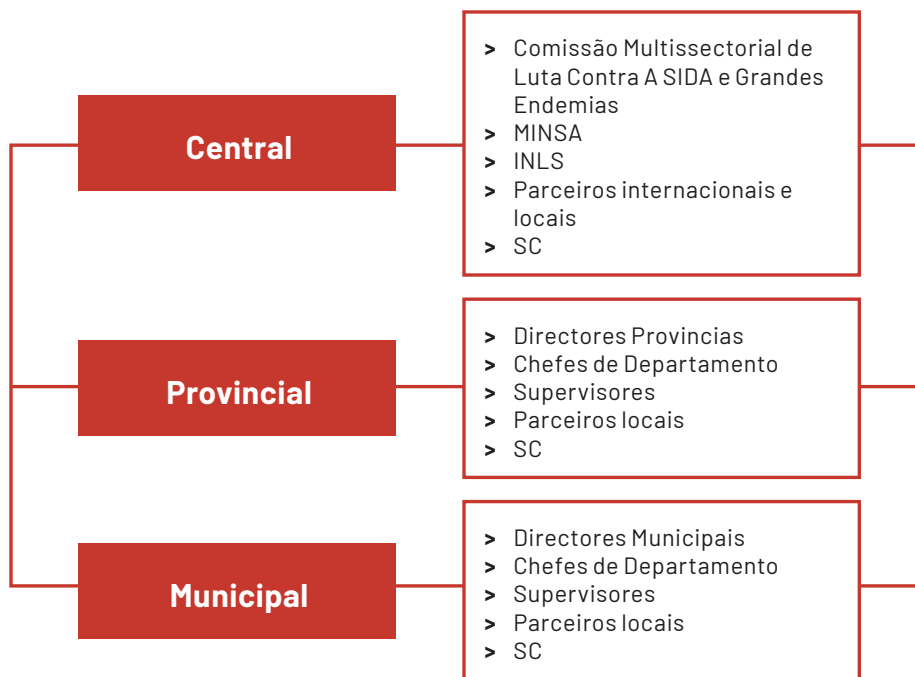 Central
> Comissão Multissectorial de
Luta Contra A SIDA e Grandes
Endemias
> MINSA
> INLS
> Parceiros internacionais e
locais
> SC
Provincial
> Directores Provincias
> Chefes de Departamento
> Supervisores
> Parceiros locais
> SC
Municipal
> Directores Municipais
> Chefes de Departamento
> Supervisores
> Parceiros locais
> SC